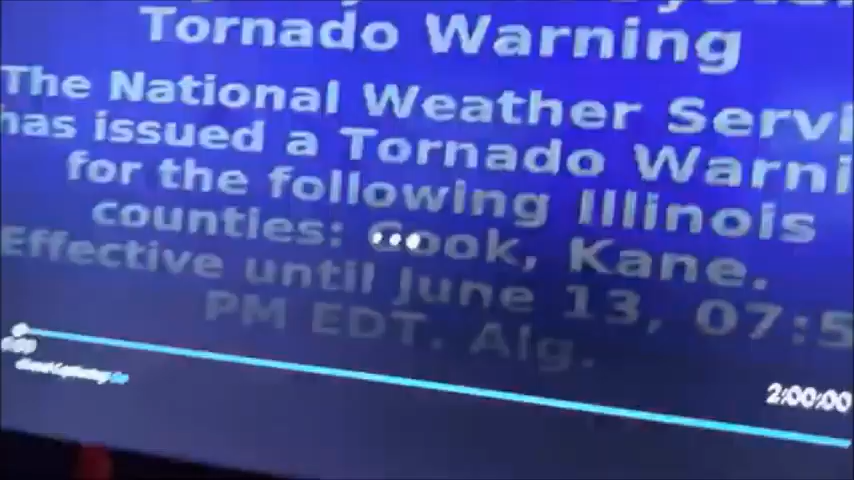 Tornado Warning
The National Weather Servi
has issued a Tornado Warni
for the following Illinois
counties: Cook, Kane.
Effective until June 13, 07:5
PM EDT. Alg.
2:00:00